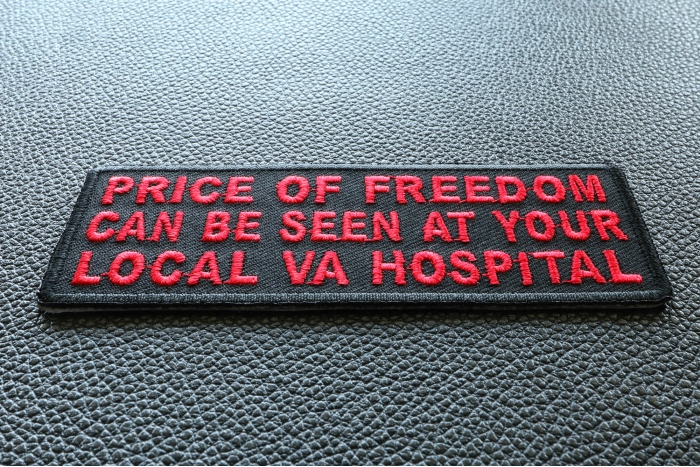 PRICE OF FREEDOM
CAN BE SEEN AT YOUR
LOCAL VA HOSPITAL